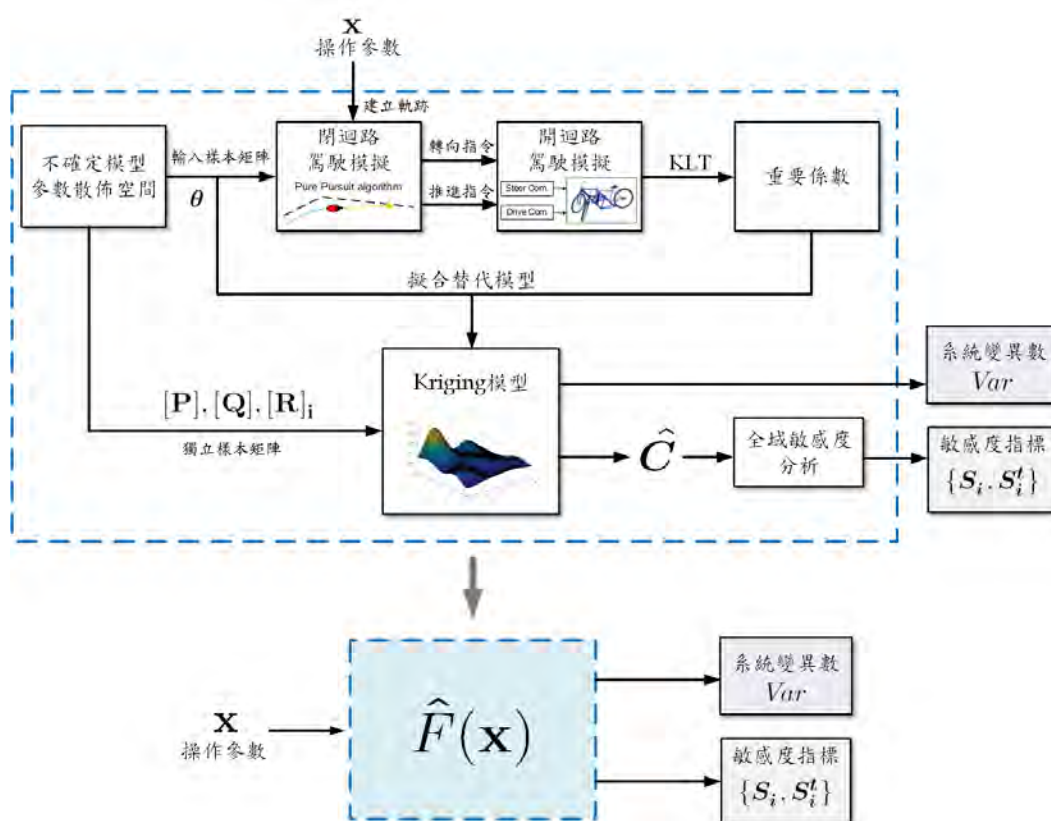 x
操作參數
建立軌跡
不確定模型
參數散佈空間
輸入樣本矩陣
θ
閉迴路
駕駛模擬
Pure Pursuit algorithm
轉向指令
推進指令
開迴路
駕駛模擬
Steer Com.
Drive Com.
KLT
重要係數
擬合替代模型
Kriging模型
[P],[Q],[R]ᵢ
獨立樣本矩陣
Ĉ
全域敏感度
分析
系統變異數
Var
敏感度指標
{Sᵢ, Sᵢᵗ}
x
操作參數
F̂(x)
系統變異數
Var
敏感度指標
{Sᵢ, Sᵢᵗ}